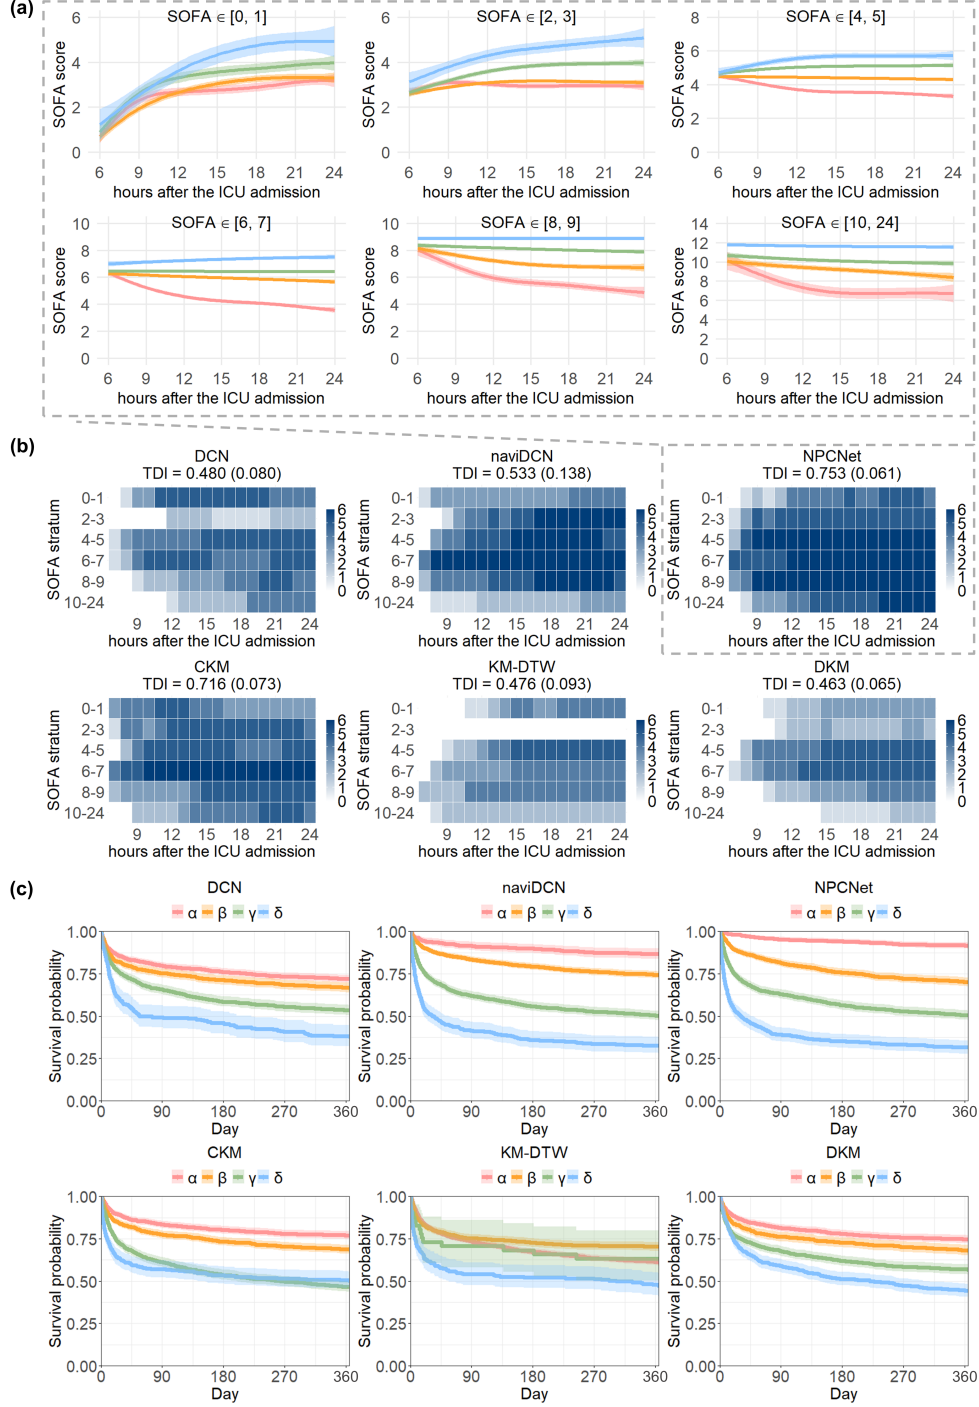 (a)
SOFA ∈ [0, 1]
SOFA ∈ [2, 3]
SOFA ∈ [4, 5]
SOFA score
6
4
2
0
6 9 12 15 18 21 24
hours after the ICU admission
SOFA score
6
4
2
0
6 9 12 15 18 21 24
hours after the ICU admission
SOFA score
8
6
4
2
0
6 9 12 15 18 21 24
hours after the ICU admission
SOFA ∈ [6, 7]
SOFA ∈ [8, 9]
SOFA ∈ [10, 24]
SOFA score
10
8
6
4
2
0
6 9 12 15 18 21 24
hours after the ICU admission
SOFA score
10
8
6
4
2
0
6 9 12 15 18 21 24
hours after the ICU admission
SOFA score
14
12
10
8
6
4
2
0
6 9 12 15 18 21 24
hours after the ICU admission
(b)
DCN
TDI = 0.480 (0.080)
SOFA stratum
0-1
2-3
4-5
6-7
8-9
10-24
9 12 15 18 21 24
hours after the ICU admission
6
5
4
3
2
1
0
naviDCN
TDI = 0.533 (0.138)
SOFA stratum
0-1
2-3
4-5
6-7
8-9
10-24
9 12 15 18 21 24
hours after the ICU admission
6
5
4
3
2
1
0
NPCNet
TDI = 0.753 (0.061)
SOFA stratum
0-1
2-3
4-5
6-7
8-9
10-24
9 12 15 18 21 24
hours after the ICU admission
6
5
4
3
2
1
0
CKM
TDI = 0.716 (0.073)
SOFA stratum
0-1
2-3
4-5
6-7
8-9
10-24
9 12 15 18 21 24
hours after the ICU admission
6
5
4
3
2
1
0
KM-DTW
TDI = 0.476 (0.093)
SOFA stratum
0-1
2-3
4-5
6-7
8-9
10-24
9 12 15 18 21 24
hours after the ICU admission
6
5
4
3
2
1
0
DKM
TDI = 0.463 (0.065)
SOFA stratum
0-1
2-3
4-5
6-7
8-9
10-24
9 12 15 18 21 24
hours after the ICU admission
6
5
4
3
2
1
0
(c)
DCN
α β γ δ
Survival probability
1.00
0.75
0.50
0.25
0.00
0 90 180 270 360
Day
naviDCN
α β γ δ
Survival probability
1.00
0.75
0.50
0.25
0.00
0 90 180 270 360
Day
NPCNet
α β γ δ
Survival probability
1.00
0.75
0.50
0.25
0.00
0 90 180 270 360
Day
CKM
α β γ δ
Survival probability
1.00
0.75
0.50
0.25
0.00
0 90 180 270 360
Day
KM-DTW
α β γ δ
Survival probability
1.00
0.75
0.50
0.25
0.00
0 90 180 270 360
Day
DKM
α β γ δ
Survival probability
1.00
0.75
0.50
0.25
0.00
0 90 180 270 360
Day